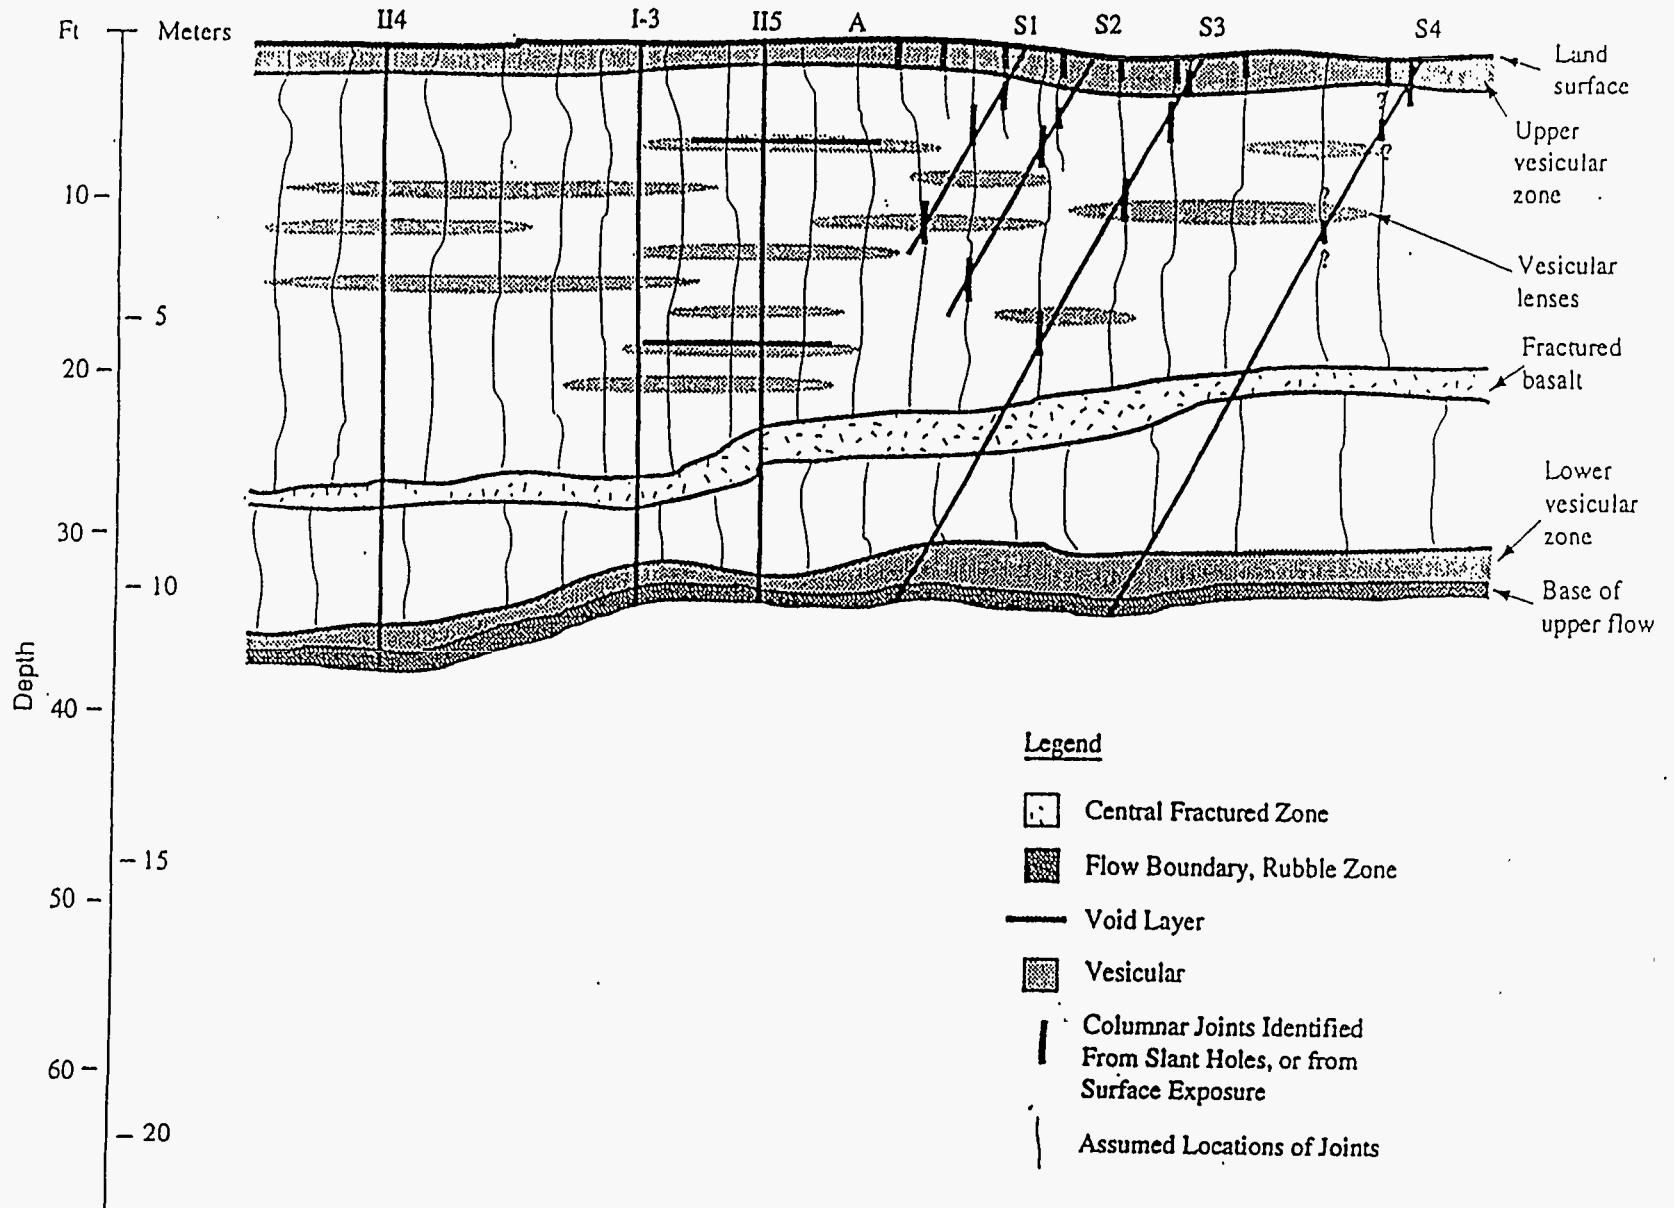 Ft
Meters
II4
I-3
II5
A
S1
S2
S3
S4
Land
surface
Upper
vesicular
zone
Vesicular
lenses
Fractured
basalt
Lower
vesicular
zone
Base of
upper flow
?
?
?
?
10
5
20
30
10
Depth
40
15
50
60
20
Legend
Central Fractured Zone
Flow Boundary, Rubble Zone
Void Layer
Vesicular
Columnar Joints Identified
From Slant Holes, or from
Surface Exposure
Assumed Locations of Joints